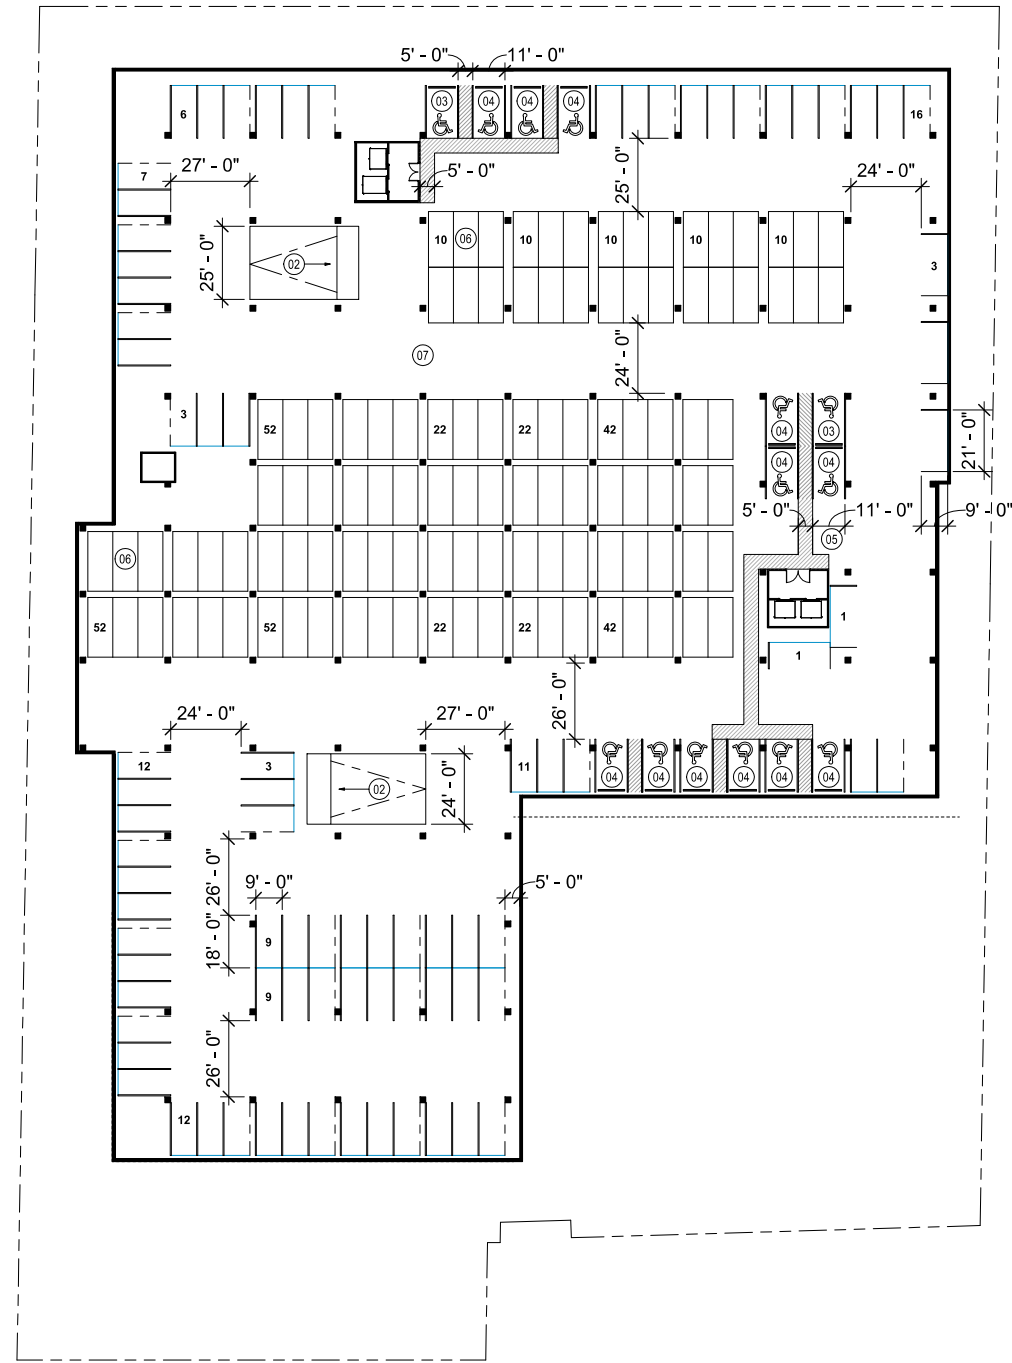 5' - 0" 11' - 0"
03 04 04 04
6 16
27' - 0" 5' - 0" 25' - 0" 24' - 0"
7
25' - 0" 02 10 06 10 10 10 10 3
07 24' - 0"
3 52 22 22 42 04 03 21' - 0"
04 04
5' - 0" 11' - 0" 9' - 0"
05
06
52 52 22 22 42 1
1
26' - 0"
24' - 0" 27' - 0"
12 3 02 24' - 0" 11 04 04 04 04 04 04
26' - 0" 9' - 0" 5' - 0"
18' - 0" 9
9
26' - 0"
12